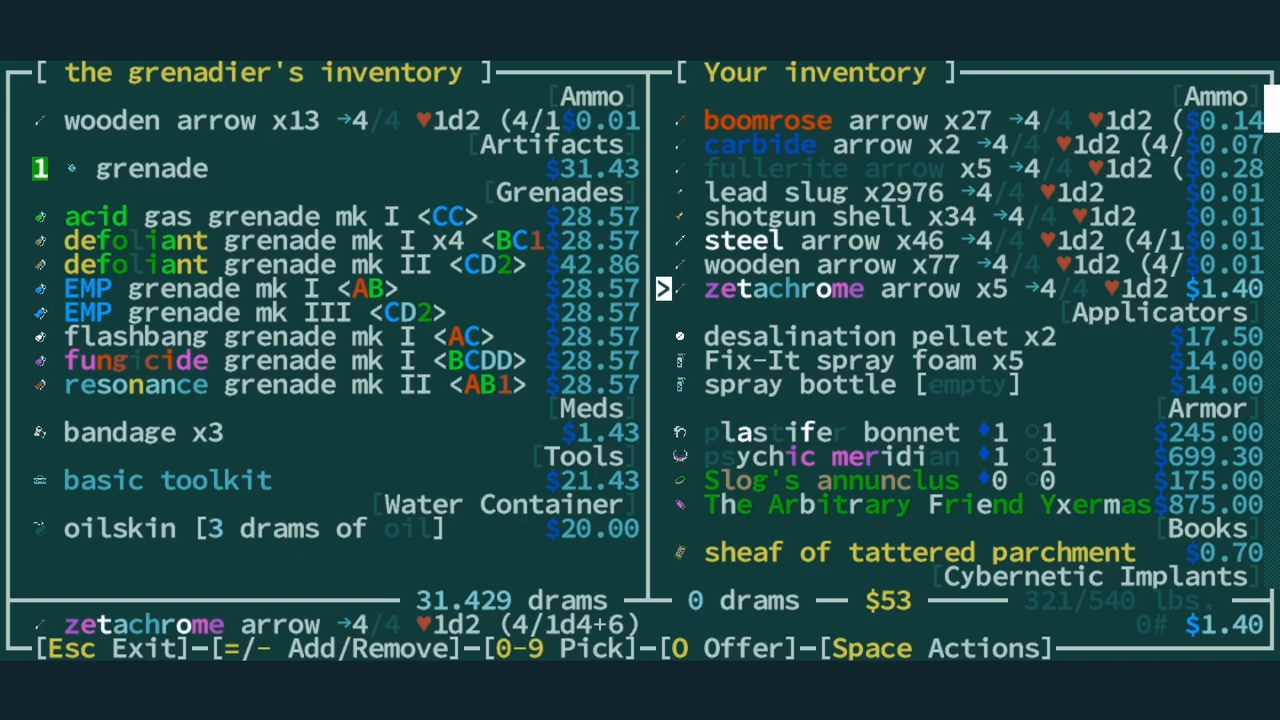 [ the grenadier's inventory ]
[Ammo]
wooden arrow x13 →4/4 ♥1d2 (4/1$0.01
[Artifacts]
1 grenade $31.43
[Grenades]
acid gas grenade mk I <CC> $28.57
defoliant grenade mk I x4 <BC1$28.57
defoliant grenade mk II <CD2> $42.86
EMP grenade mk I <AB> $28.57
EMP grenade mk III <CD2> $28.57
flashbang grenade mk I <AC> $28.57
fungicide grenade mk I <BCDD> $28.57
resonance grenade mk II <AB1> $28.57
[Meds]
bandage x3 $1.43
[Tools]
basic toolkit $21.43
[Water Container]
oilskin [3 drams of oil] $20.00
31.429 drams
[ Your inventory ]
[Ammo]
boomrose arrow x27 →4/4 ♥1d2 ($0.14
carbide arrow x2 →4/4 ♥1d2 (4/$0.07
fullerite arrow x5 →4/4 ♥1d2 ($0.28
lead slug x2976 →4/4 ♥1d2 $0.01
shotgun shell x34 →4/4 ♥1d2 $0.01
steel arrow x46 →4/4 ♥1d2 (4/1$0.01
wooden arrow x77 →4/4 ♥1d2 (4/$0.01
> zetachrome arrow x5 →4/4 ♥1d2 $1.40
[Applicators]
desalination pellet x2 $17.50
Fix-It spray foam x5 $14.00
spray bottle [empty] $14.00
[Armor]
plastifer bonnet ♦1 ○1 $245.00
psychic meridian ♦1 ○1 $699.30
Slog's annunclus ♦0 ○0 $175.00
The Arbitrary Friend Yxermas$875.00
[Books]
sheaf of tattered parchment $0.70
[Cybernetic Implants]
0 drams — $53 — 321/540 lbs.
zetachrome arrow →4/4 ♥1d2 (4/1d4+6) 0# $1.40
[Esc Exit]—[=/- Add/Remove]—[0-9 Pick]—[O Offer]—[Space Actions]